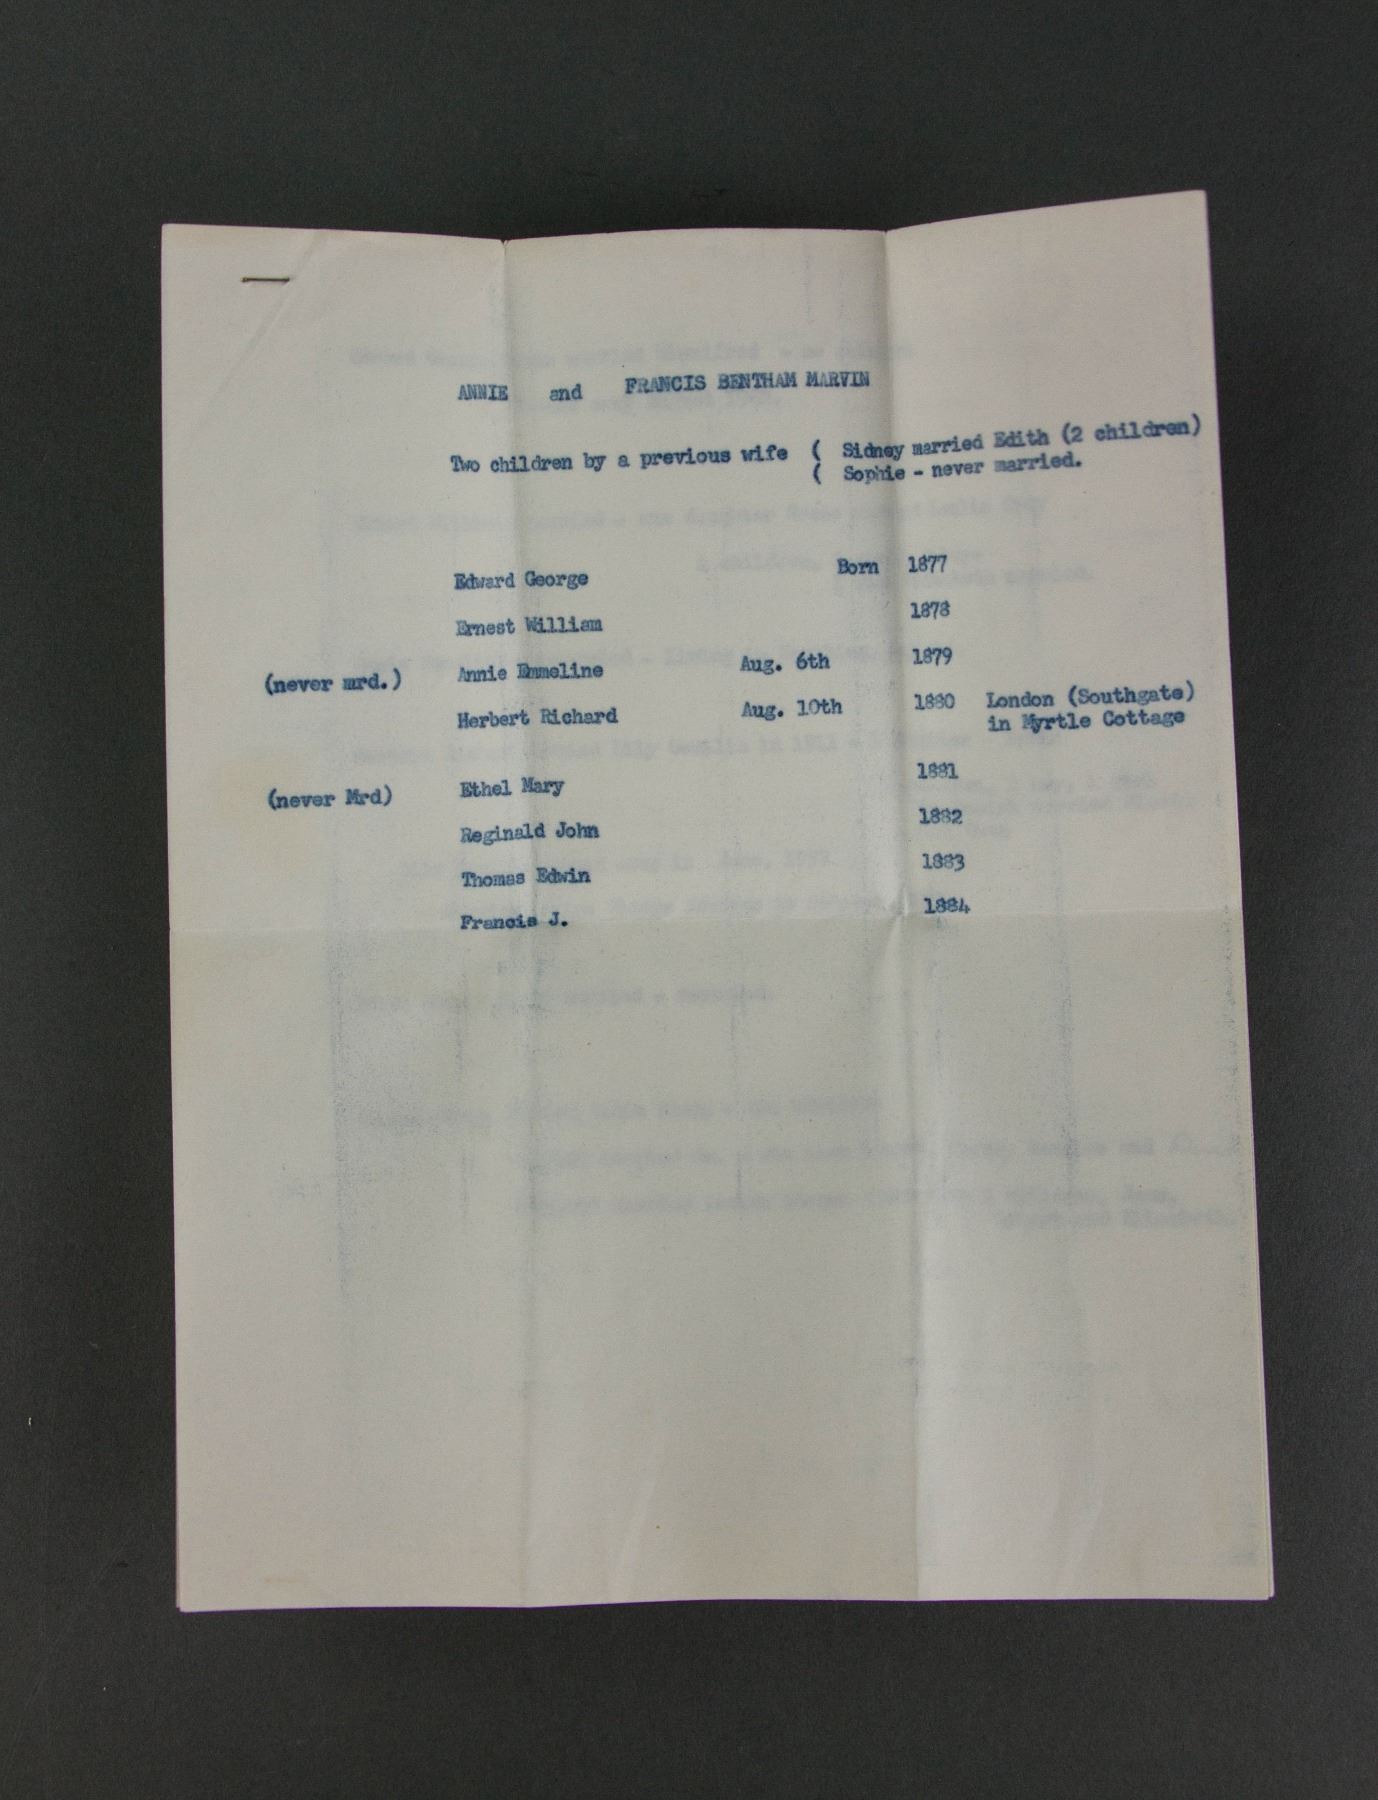 ANNIE and FRANCIS BENTHAM MARVIN
Two children by a previous wife ( Sidney married Edith (2 children)
( Sophie - never married.
Edward George Born 1877
Ernest William 1878
(never mrd.) Annie Emmeline Aug. 6th 1879
Herbert Richard Aug. 10th 1880 London (Southgate)
in Myrtle Cottage
(never Mrd) Ethel Mary 1881
Reginald John 1882
Thomas Edwin 1883
Francis J. 1884